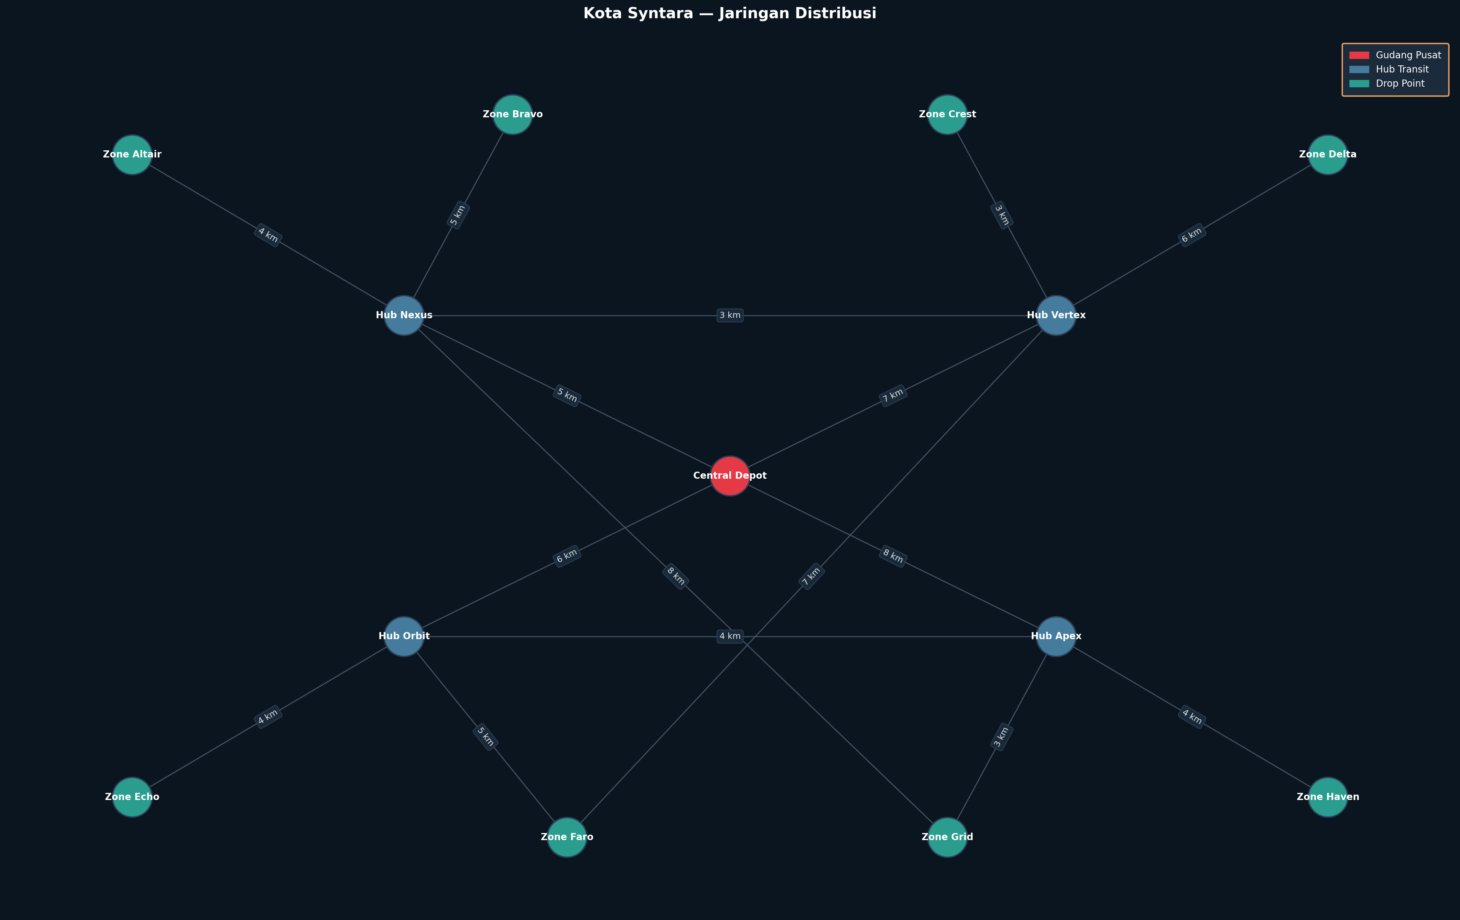 Kota Syntara — Jaringan Distribusi
Gudang Pusat
Hub Transit
Drop Point
Zone Bravo
Zone Crest
Zone Altair
Zone Delta
5 km
3 km
4 km
6 km
Hub Nexus
3 km
Hub Vertex
5 km
7 km
Central Depot
6 km
8 km
8 km
7 km
Hub Orbit
4 km
Hub Apex
4 km
5 km
3 km
4 km
Zone Echo
Zone Haven
Zone Faro
Zone Grid